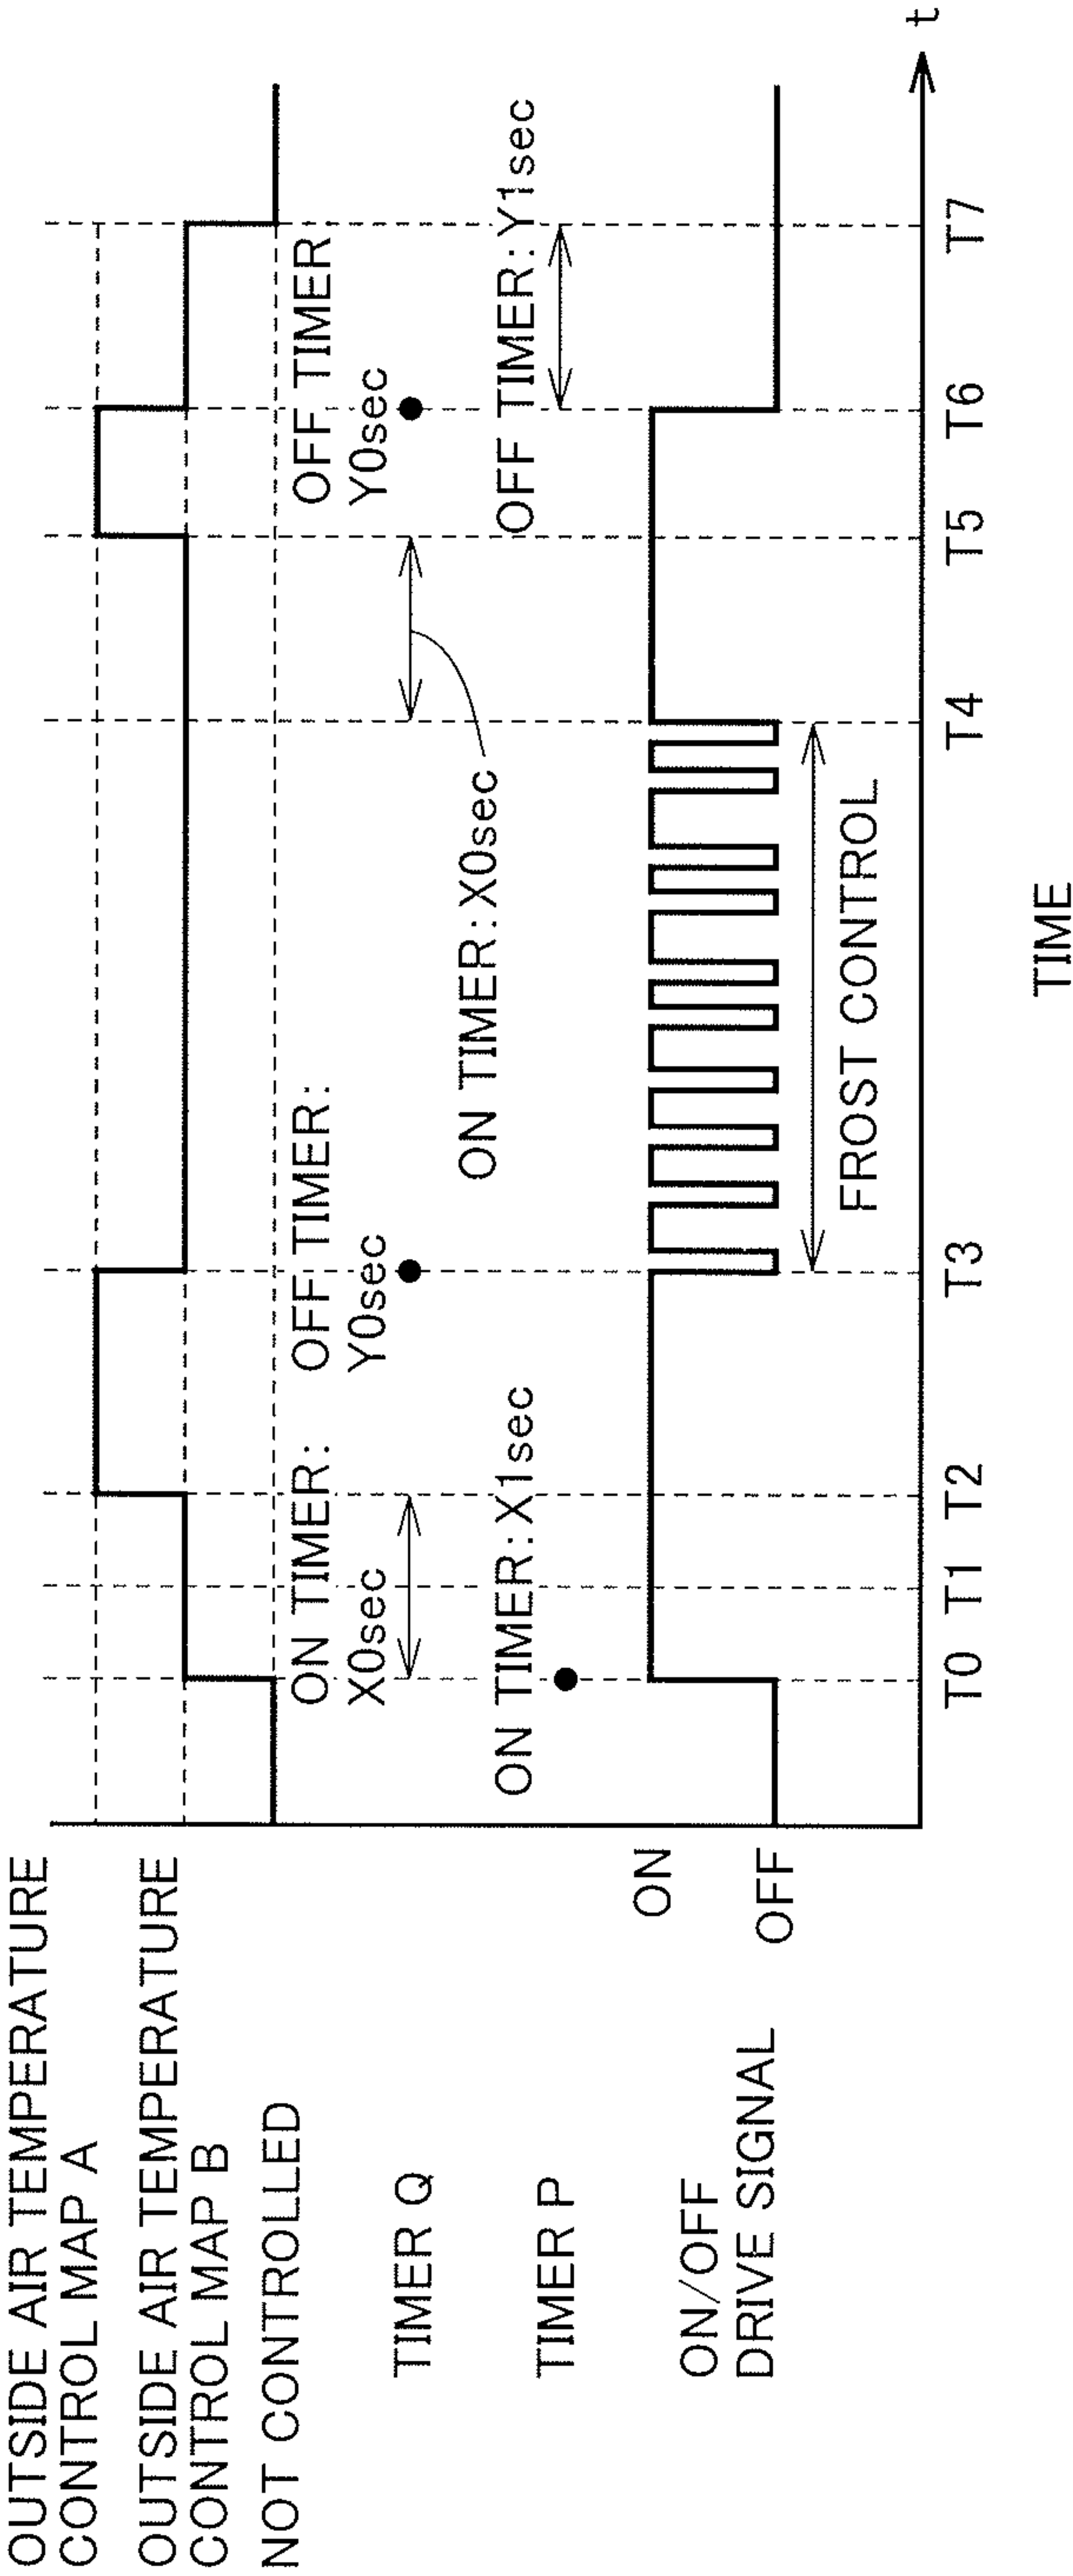 OUTSIDE AIR TEMPERATURE
CONTROL MAP A
OUTSIDE AIR TEMPERATURE
CONTROL MAP B
NOT CONTROLLED
ON TIMER:
X0sec
OFF TIMER:
Y0sec
OFF TIMER
Y0sec
TIMER Q
ON TIMER:X0sec
TIMER P
ON TIMER:X1sec
OFF TIMER:Y1sec
ON/OFF
DRIVE SIGNAL
ON
OFF
FROST CONTROL
t
T0
T1
T2
T3
T4
T5
T6
T7
TIME